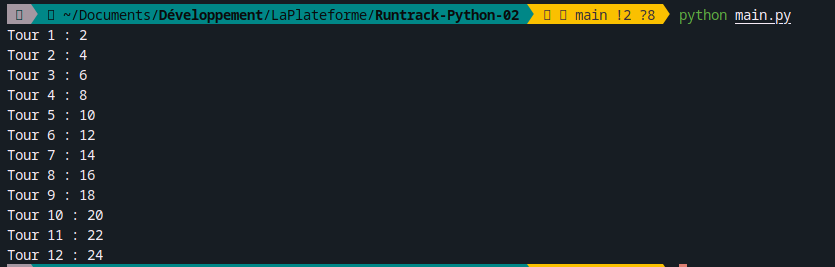 ~/Documents/Développement/LaPlateforme/Runtrack-Python-02 main !2 ?8 python main.py
Tour 1 : 2
Tour 2 : 4
Tour 3 : 6
Tour 4 : 8
Tour 5 : 10
Tour 6 : 12
Tour 7 : 14
Tour 8 : 16
Tour 9 : 18
Tour 10 : 20
Tour 11 : 22
Tour 12 : 24